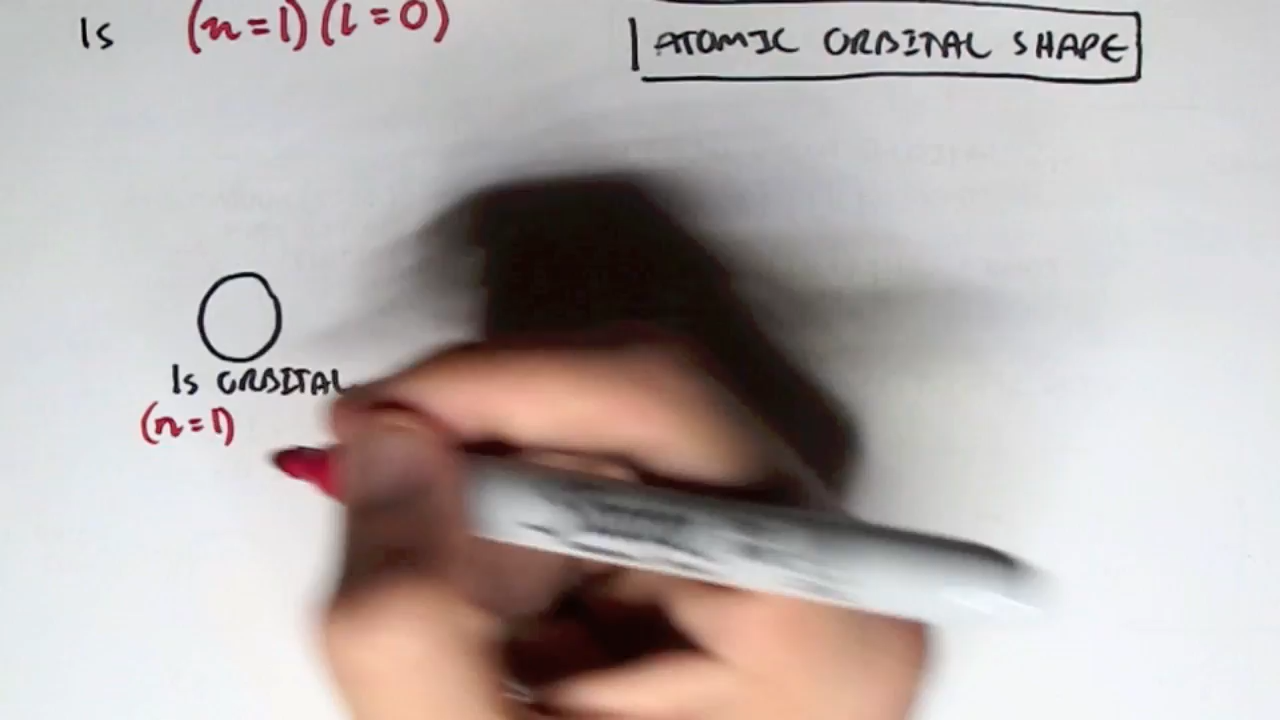 1s (n=1)(l=0)
ATOMIC ORBITAL SHAPE
1s ORBITAL
(n=1)